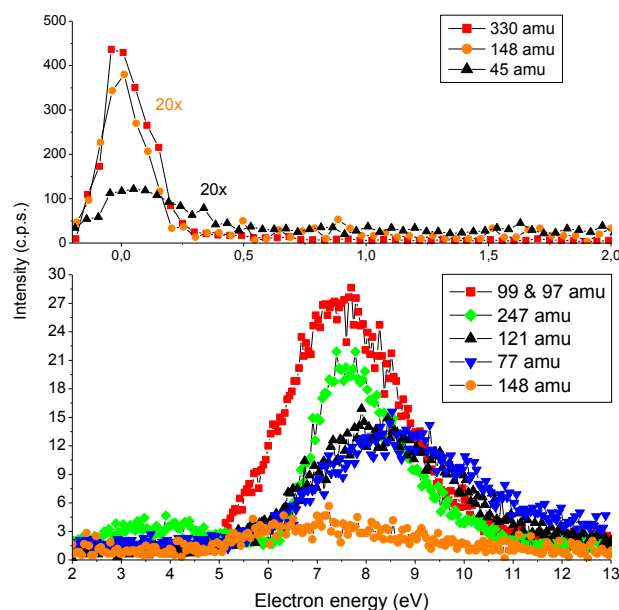 500
400
300
200
100
0
0,0
0,5
1,0
1,5
2,0
20x
20x
330 amu
148 amu
45 amu
Intensity (c.p.s.)
30
27
24
21
18
15
12
9
6
3
0
2
3
4
5
6
7
8
9
10
11
12
13
99 & 97 amu
247 amu
121 amu
77 amu
148 amu
Electron energy (eV)